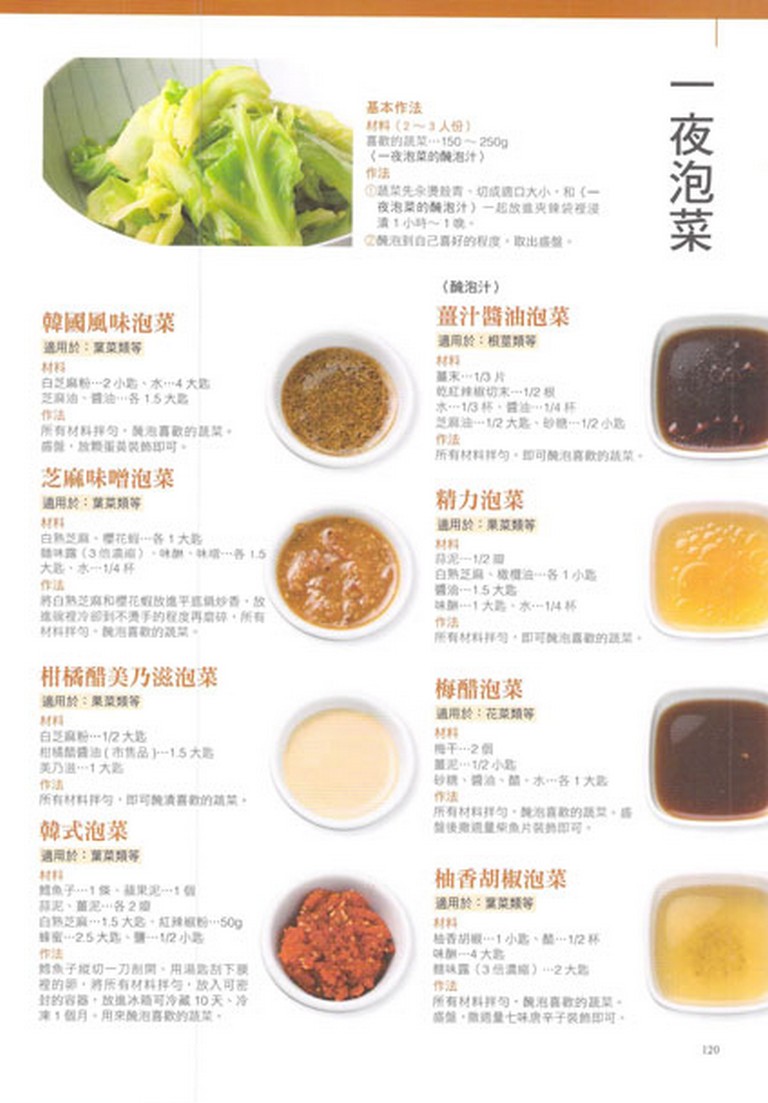 一夜泡菜
基本作法
材料（2～3人份）
喜歡的蔬菜…150～250g
〈一夜泡菜的醃泡汁〉
作法
①蔬菜先汆燙殺青，切成適口大小，和〈一
夜泡菜的醃泡汁〉一起放進夾鍊袋裡浸
漬1小時～1晚。
②醃泡到自己喜好的程度，取出盛盤。
韓國風味泡菜
適用於：葉菜類等
材料
白芝麻粉…2小匙、水…4大匙
芝麻油、醬油…各1.5大匙
作法
所有材料拌勻，醃泡喜歡的蔬菜。
盛盤，放顆蛋黃裝飾即可。
芝麻味噌泡菜
適用於：葉菜類等
材料
白熟芝麻、櫻花蝦…各1大匙
麵味露（3倍濃縮）、味醂、味噌…各1.5
大匙、水…1/4杯
作法
將白熟芝麻和櫻花蝦放進平底鍋炒香，放
進碗裡冷卻到不燙手的程度再磨碎，所有
材料拌勻，醃泡喜歡的蔬菜。
柑橘醋美乃滋泡菜
適用於：果菜類等
材料
白芝麻粉…1/2大匙
柑橘醋醬油(市售品)…1.5大匙
美乃滋…1大匙
作法
所有材料拌勻，即可醃漬喜歡的蔬菜。
韓式泡菜
適用於：葉菜類等
材料
鱈魚子…1條、蘋果泥…1個
蒜泥、薑泥…各2瓣
白熟芝麻…1.5大匙、紅辣椒粉…50g
蜂蜜…2.5大匙、鹽…1/2小匙
作法
鱈魚子縱切一刀剖開，用湯匙刮下膜
裡的卵，將所有材料拌勻，放入可密
封的容器，放進冰箱可冷藏10天、冷
凍1個月。用來醃泡喜歡的蔬菜。
〈醃泡汁〉
薑汁醬油泡菜
適用於：根莖類等
材料
薑末…1/3片
乾紅辣椒切末…1/2根
水…1/3杯、醬油…1/4杯
芝麻油…1/2大匙、砂糖…1/2小匙
作法
所有材料拌勻，即可醃泡喜歡的蔬菜。
精力泡菜
適用於：果菜類等
材料
蒜泥…1/2瓣
白熟芝麻、橄欖油…各1小匙
醬油…1.5大匙
味醂…1大匙、水…1/4杯
作法
所有材料拌勻，即可醃泡喜歡的蔬菜。
梅醋泡菜
適用於：花菜類等
材料
梅干…2個
薑泥…1/2小匙
砂糖、醬油、醋、水…各1大匙
作法
所有材料拌勻，醃泡喜歡的蔬菜。盛
盤後撒適量柴魚片裝飾即可。
柚香胡椒泡菜
適用於：葉菜類等
材料
柚香胡椒…1小匙、醋…1/2杯
味醂…4大匙
麵味露（3倍濃縮）…2大匙
作法
所有材料拌勻，醃泡喜歡的蔬菜。
盛盤，撒適量七味唐辛子裝飾即可。
120